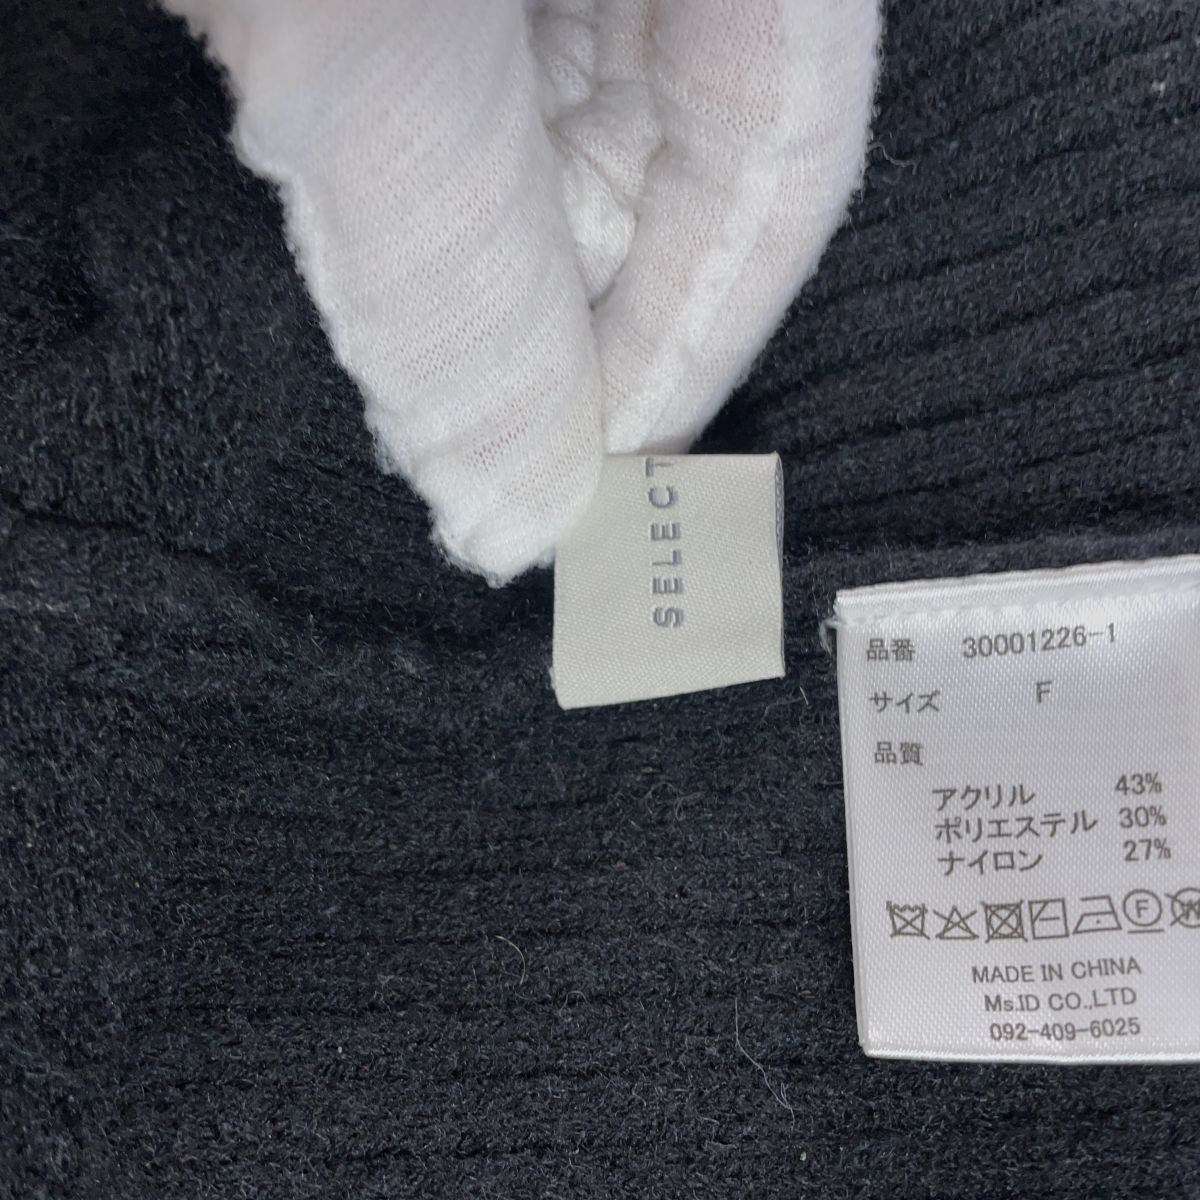 SELECT
品番 30001226-1
サイズ F
品質
アクリル 43%
ポリエステル 30%
ナイロン 27%
F
MADE IN CHINA
Ms.ID CO.,LTD
092-409-6025